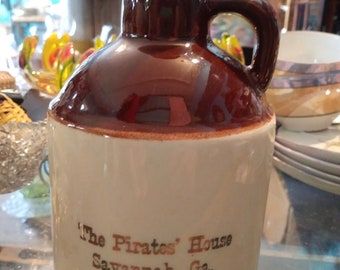 The Pirates' House
Savannah, Ga.